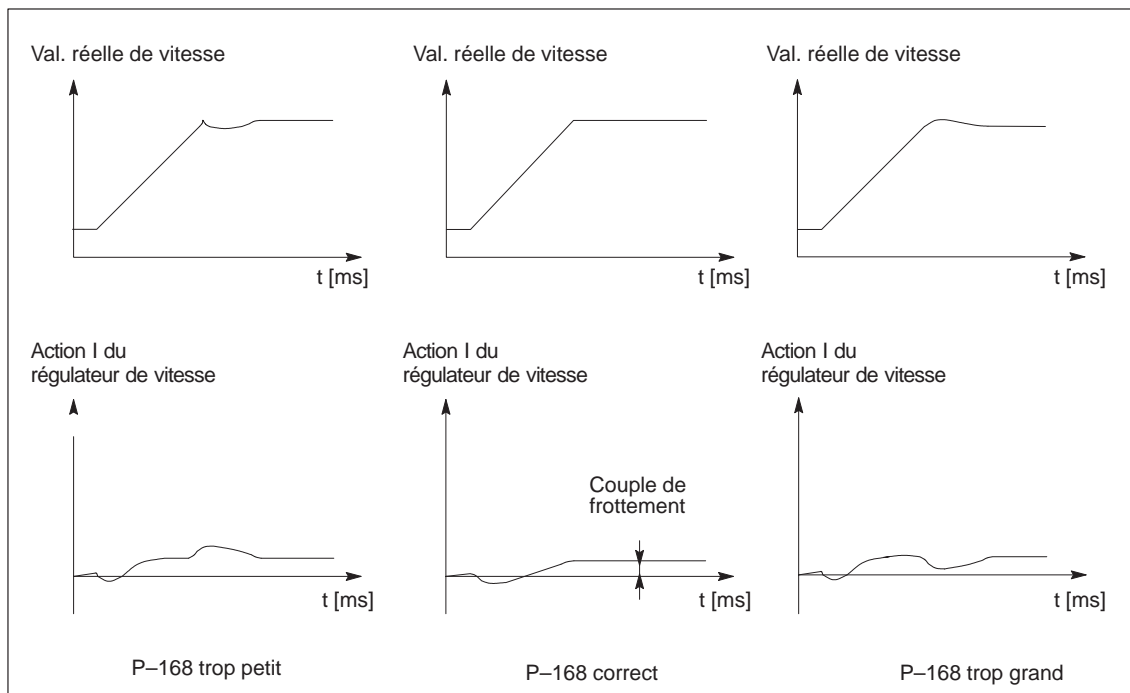 Val. réelle de vitesse
t [ms]
Val. réelle de vitesse
t [ms]
Val. réelle de vitesse
t [ms]
Action I du
régulateur de vitesse
t [ms]
P–168 trop petit
Action I du
régulateur de vitesse
Couple de
frottement
t [ms]
P–168 correct
Action I du
régulateur de vitesse
t [ms]
P–168 trop grand